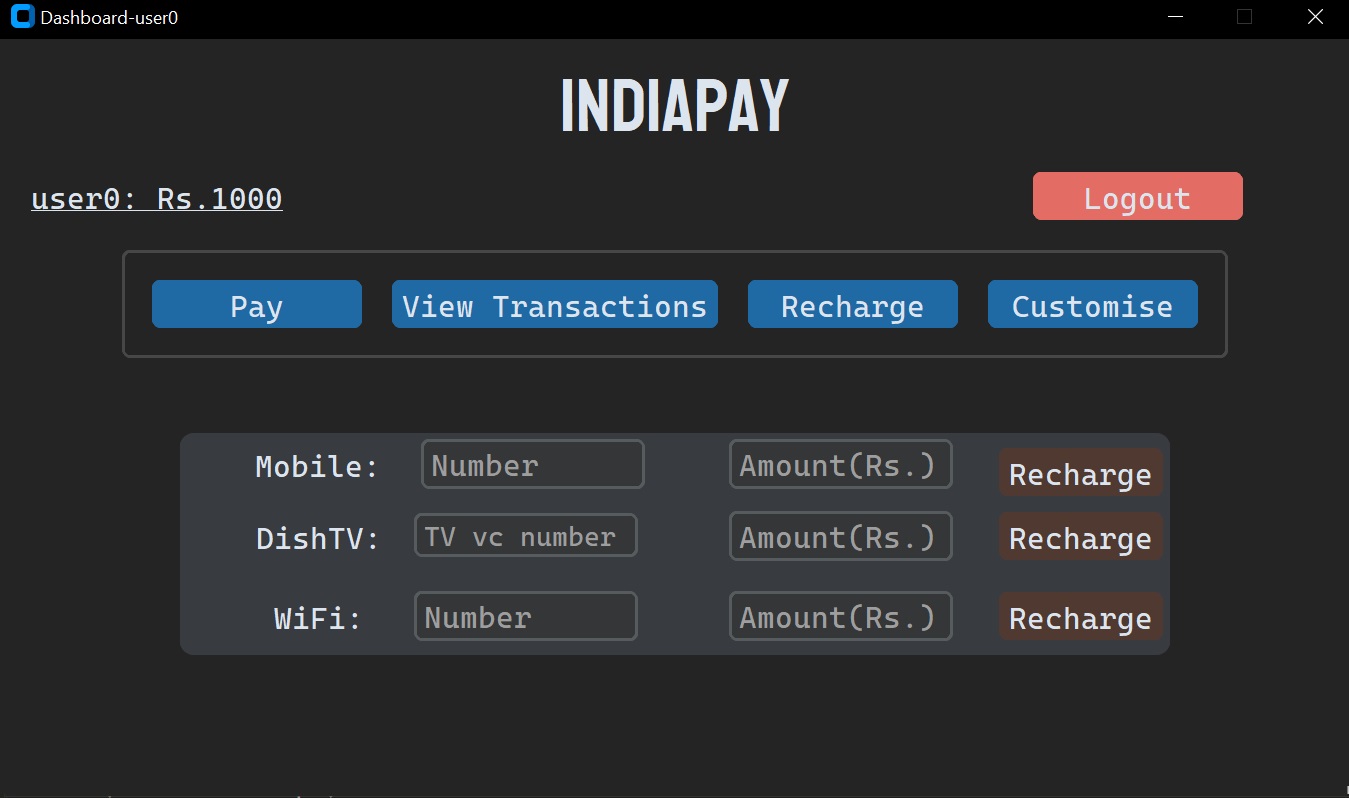 Dashboard-user0
INDIAPAY
user0: Rs.1000
Logout
Pay View Transactions Recharge Customise
Mobile: Number Amount(Rs.) Recharge
DishTV: TV vc number Amount(Rs.) Recharge
WiFi: Number Amount(Rs.) Recharge